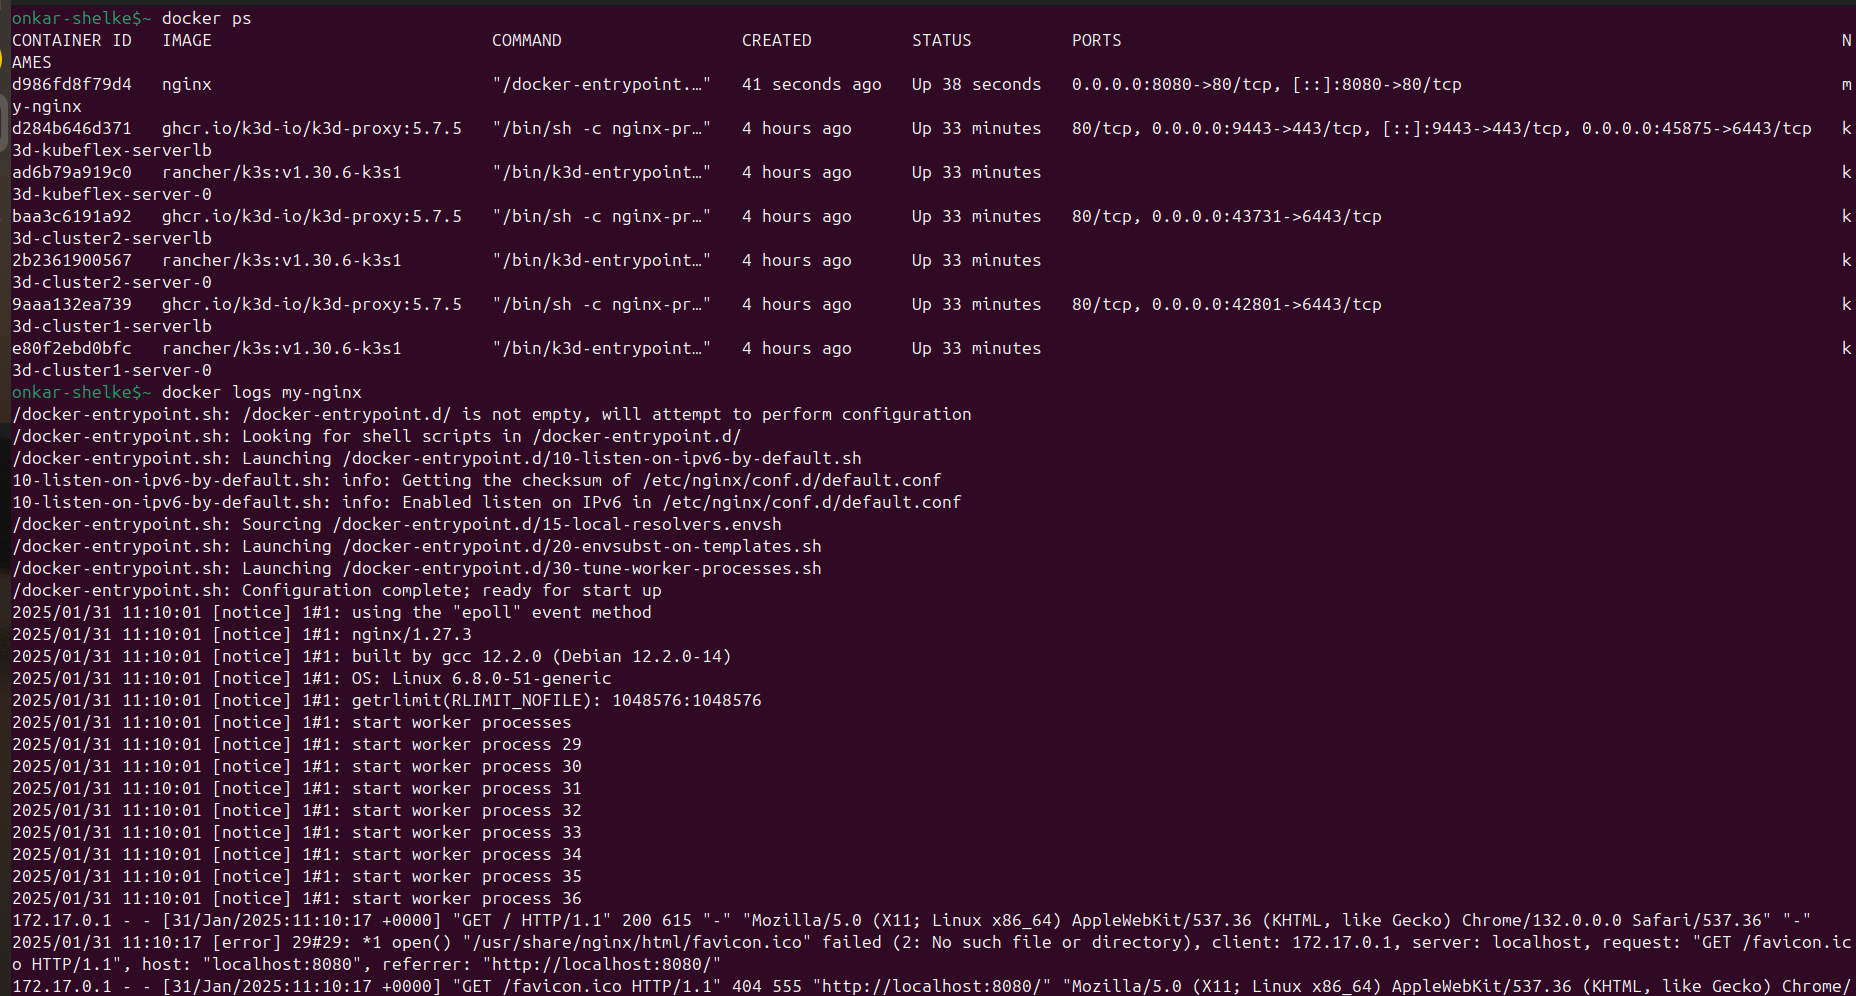 onkar-shelke$~ docker ps
CONTAINER ID   IMAGE                            COMMAND                  CREATED          STATUS          PORTS                                                                        N
AMES
d986fd8f79d4   nginx                            "/docker-entrypoint.…"   41 seconds ago   Up 38 seconds   0.0.0.0:8080->80/tcp, [::]:8080->80/tcp                                      m
y-nginx
d284b646d371   ghcr.io/k3d-io/k3d-proxy:5.7.5   "/bin/sh -c nginx-pr…"   4 hours ago      Up 33 minutes   80/tcp, 0.0.0.0:9443->443/tcp, [::]:9443->443/tcp, 0.0.0.0:45875->6443/tcp   k
3d-kubeflex-serverlb
ad6b79a919c0   rancher/k3s:v1.30.6-k3s1         "/bin/k3d-entrypoint…"   4 hours ago      Up 33 minutes                                                                                k
3d-kubeflex-server-0
baa3c6191a92   ghcr.io/k3d-io/k3d-proxy:5.7.5   "/bin/sh -c nginx-pr…"   4 hours ago      Up 33 minutes   80/tcp, 0.0.0.0:43731->6443/tcp                                              k
3d-cluster2-serverlb
2b2361900567   rancher/k3s:v1.30.6-k3s1         "/bin/k3d-entrypoint…"   4 hours ago      Up 33 minutes                                                                                k
3d-cluster2-server-0
9aaa132ea739   ghcr.io/k3d-io/k3d-proxy:5.7.5   "/bin/sh -c nginx-pr…"   4 hours ago      Up 33 minutes   80/tcp, 0.0.0.0:42801->6443/tcp                                              k
3d-cluster1-serverlb
e80f2ebd0bfc   rancher/k3s:v1.30.6-k3s1         "/bin/k3d-entrypoint…"   4 hours ago      Up 33 minutes                                                                                k
3d-cluster1-server-0
onkar-shelke$~ docker logs my-nginx
/docker-entrypoint.sh: /docker-entrypoint.d/ is not empty, will attempt to perform configuration
/docker-entrypoint.sh: Looking for shell scripts in /docker-entrypoint.d/
/docker-entrypoint.sh: Launching /docker-entrypoint.d/10-listen-on-ipv6-by-default.sh
10-listen-on-ipv6-by-default.sh: info: Getting the checksum of /etc/nginx/conf.d/default.conf
10-listen-on-ipv6-by-default.sh: info: Enabled listen on IPv6 in /etc/nginx/conf.d/default.conf
/docker-entrypoint.sh: Sourcing /docker-entrypoint.d/15-local-resolvers.envsh
/docker-entrypoint.sh: Launching /docker-entrypoint.d/20-envsubst-on-templates.sh
/docker-entrypoint.sh: Launching /docker-entrypoint.d/30-tune-worker-processes.sh
/docker-entrypoint.sh: Configuration complete; ready for start up
2025/01/31 11:10:01 [notice] 1#1: using the "epoll" event method
2025/01/31 11:10:01 [notice] 1#1: nginx/1.27.3
2025/01/31 11:10:01 [notice] 1#1: built by gcc 12.2.0 (Debian 12.2.0-14)
2025/01/31 11:10:01 [notice] 1#1: OS: Linux 6.8.0-51-generic
2025/01/31 11:10:01 [notice] 1#1: getrlimit(RLIMIT_NOFILE): 1048576:1048576
2025/01/31 11:10:01 [notice] 1#1: start worker processes
2025/01/31 11:10:01 [notice] 1#1: start worker process 29
2025/01/31 11:10:01 [notice] 1#1: start worker process 30
2025/01/31 11:10:01 [notice] 1#1: start worker process 31
2025/01/31 11:10:01 [notice] 1#1: start worker process 32
2025/01/31 11:10:01 [notice] 1#1: start worker process 33
2025/01/31 11:10:01 [notice] 1#1: start worker process 34
2025/01/31 11:10:01 [notice] 1#1: start worker process 35
2025/01/31 11:10:01 [notice] 1#1: start worker process 36
172.17.0.1 - - [31/Jan/2025:11:10:17 +0000] "GET / HTTP/1.1" 200 615 "-" "Mozilla/5.0 (X11; Linux x86_64) AppleWebKit/537.36 (KHTML, like Gecko) Chrome/132.0.0.0 Safari/537.36" "-"
2025/01/31 11:10:17 [error] 29#29: *1 open() "/usr/share/nginx/html/favicon.ico" failed (2: No such file or directory), client: 172.17.0.1, server: localhost, request: "GET /favicon.ic
o HTTP/1.1", host: "localhost:8080", referrer: "http://localhost:8080/"
172.17.0.1 - - [31/Jan/2025:11:10:17 +0000] "GET /favicon.ico HTTP/1.1" 404 555 "http://localhost:8080/" "Mozilla/5.0 (X11; Linux x86_64) AppleWebKit/537.36 (KHTML, like Gecko) Chrome/